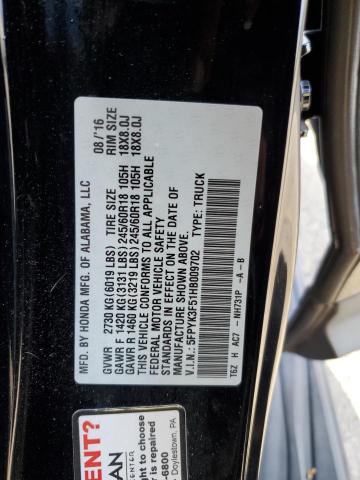 MFD. BY HONDA MFG. OF ALABAMA, LLC 08/'16
GVWR 2730 KG(6019 LBS) TIRE SIZE RIM SIZE
GAWR F 1420 KG(3131 LBS) 245/60R18 105H 18X8.0J
GAWR R 1460 KG(3219 LBS) 245/60R18 105H 18X8.0J
THIS VEHICLE CONFORMS TO ALL APPLICABLE
FEDERAL MOTOR VEHICLE SAFETY
STANDARDS IN EFFECT ON THE DATE OF
MANUFACTURE SHOWN ABOVE.
V.I.N.: 5FPYK3F51HB009702 TYPE: TRUCK
T6Z H AC7 - NH731P -A -B
ENT?
AN
ENTER
ght to choose
r is repaired
-6800
Doylestown, PA